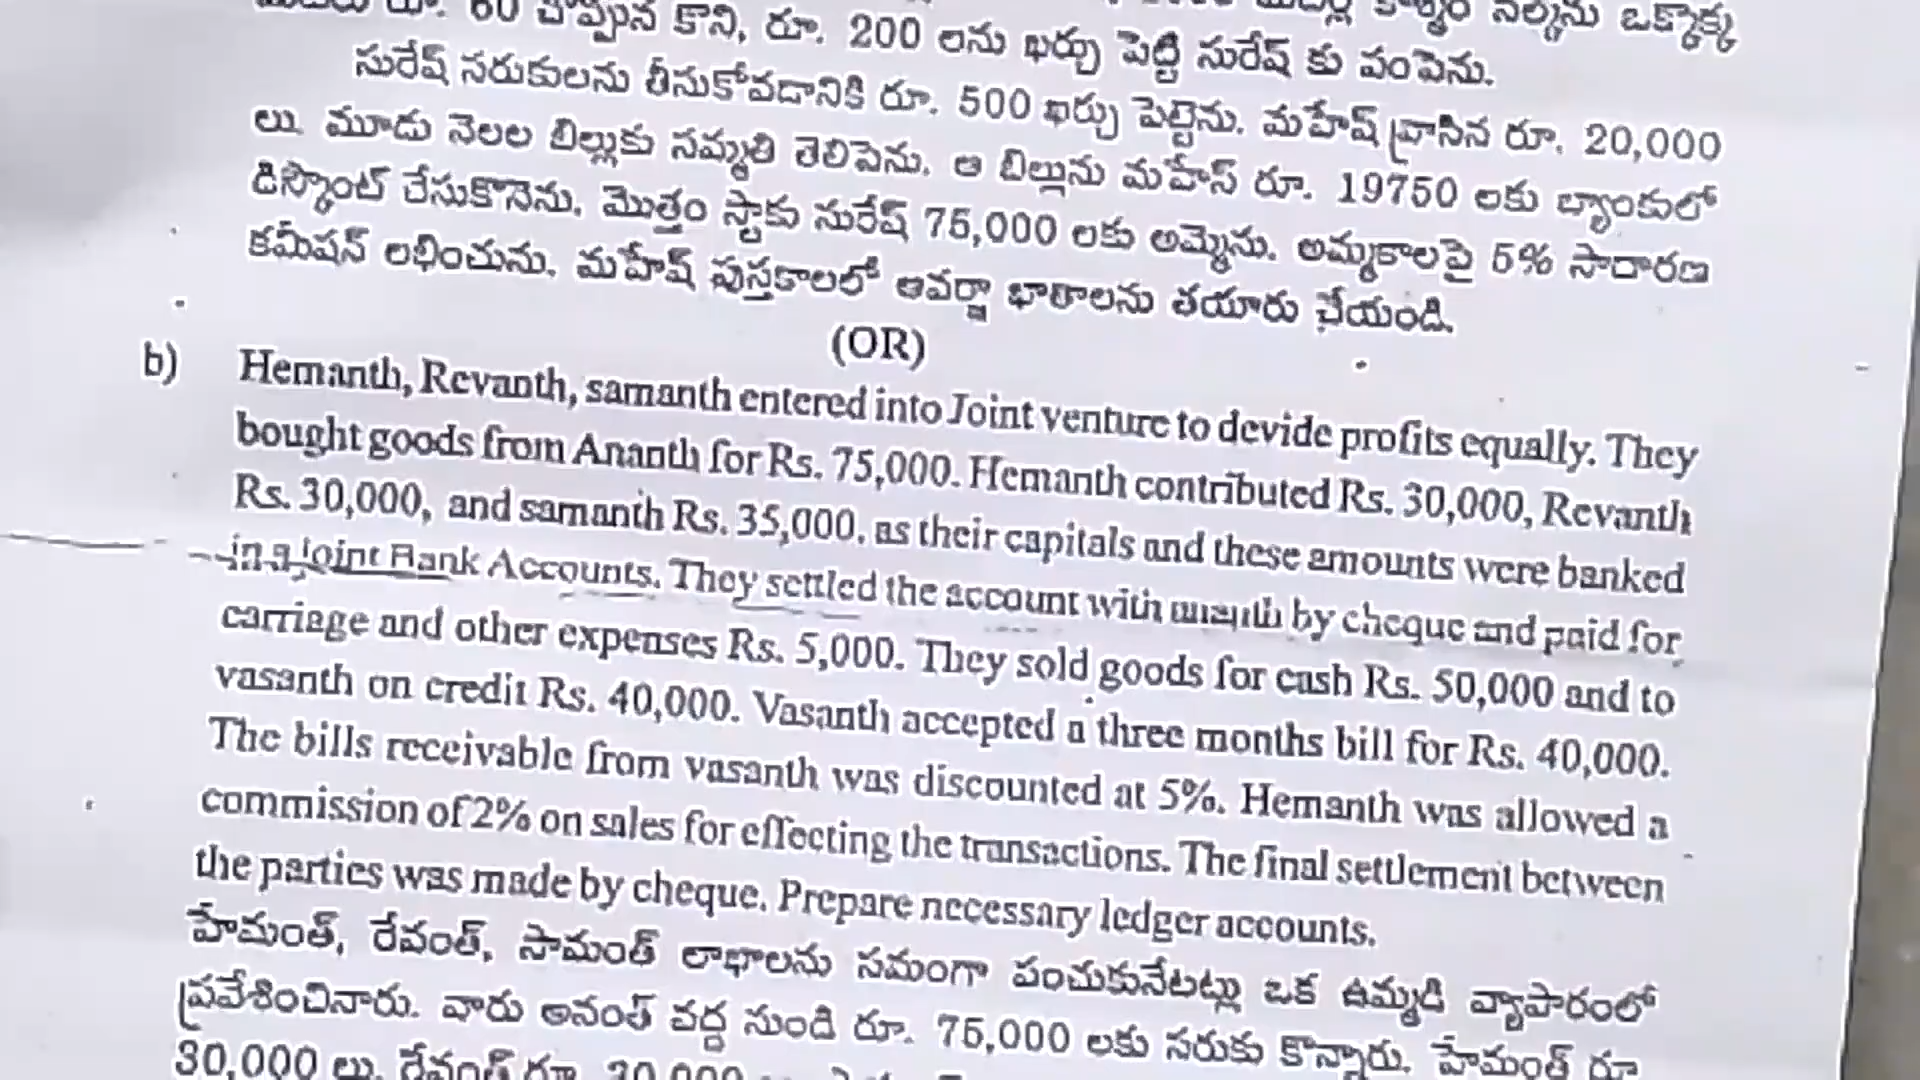 రూ. 60 చొప్పున కాని, రూ. 200 లను ఖర్చు పెట్టి సురేష్ కు పంపెను.
సురేష్ సరుకులను తీసుకోవడానికి రూ. 500 ఖర్చు పెట్టెను. మహేష్ వ్రాసిన రూ. 20,000
లు. మూడు నెలల బిల్లుకు సమ్మతి తెలిపెను. ఆ బిల్లును మహేస్ రూ. 19750 లకు బ్యాంకులో
డిస్కౌంట్ చేసుకొనెను. మొత్తం స్టాకు సురేష్ 75,000 లకు అమ్మెను. అమ్మకాలపై 5% సాదారణ
కమీషన్ లభించును. మహేష్ పుస్తకాలలో ఆవర్జా ఖాతాలను తయారు చేయండి.
(OR)
b) Hemanth, Revanth, samanth entered into Joint venture to devide profits equally. They
bought goods from Ananth for Rs. 75,000. Hemanth contributed Rs. 30,000, Revanth
Rs. 30,000, and samanth Rs. 35,000. as their capitals and these amounts were banked
in a joint Bank Accounts. They settled the account with by cheque and paid for
carriage and other expenses Rs. 5,000. They sold goods for cash Rs. 50,000 and to
vasanth on credit Rs. 40,000. Vasanth accepted a three months bill for Rs. 40,000.
The bills receivable from vasanth was discounted at 5%. Hemanth was allowed a
commission of 2% on sales for effecting the transactions. The final settlement between
the parties was made by cheque. Prepare necessary ledger accounts.
హేమంత్, రేవంత్, సామంత్ లాభాలను సమంగా పంచుకునేటట్లు ఒక ఉమ్మడి వ్యాపారంలో
ప్రవేశించినారు. వారు అనంత్ వద్ద నుండి రూ. 75,000 లకు సరుకు కొన్నారు. హేమంత్ రూ
30,000 లు, రేవంత్ రూ. 30,000